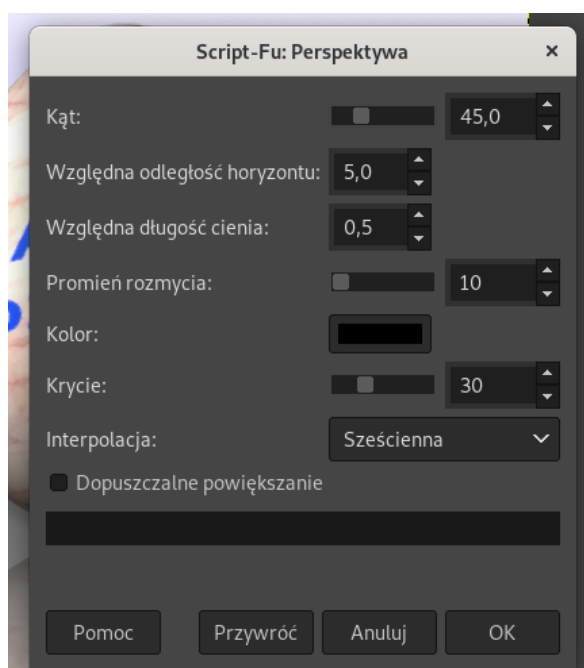 Script-Fu: Perspektywa ×
Kąt: 45,0
Względna odległość horyzontu: 5,0
Względna długość cienia: 0,5
Promień rozmycia: 10
Kolor:
Krycie: 30
Interpolacja: Sześcienna
Dopuszczalne powiększanie
Pomoc Przywróć Anuluj OK